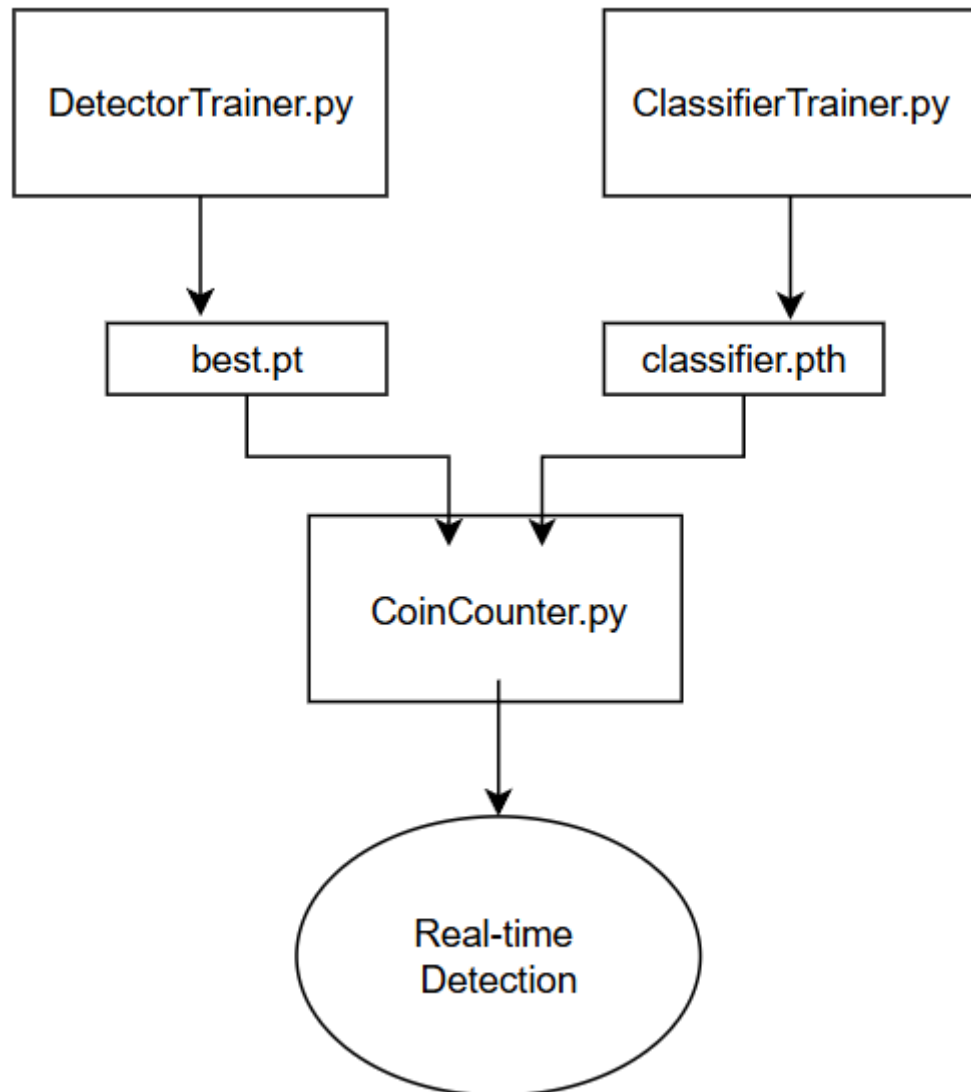 DetectorTrainer.py
ClassifierTrainer.py
best.pt
classifier.pth
CoinCounter.py
Real-time
Detection